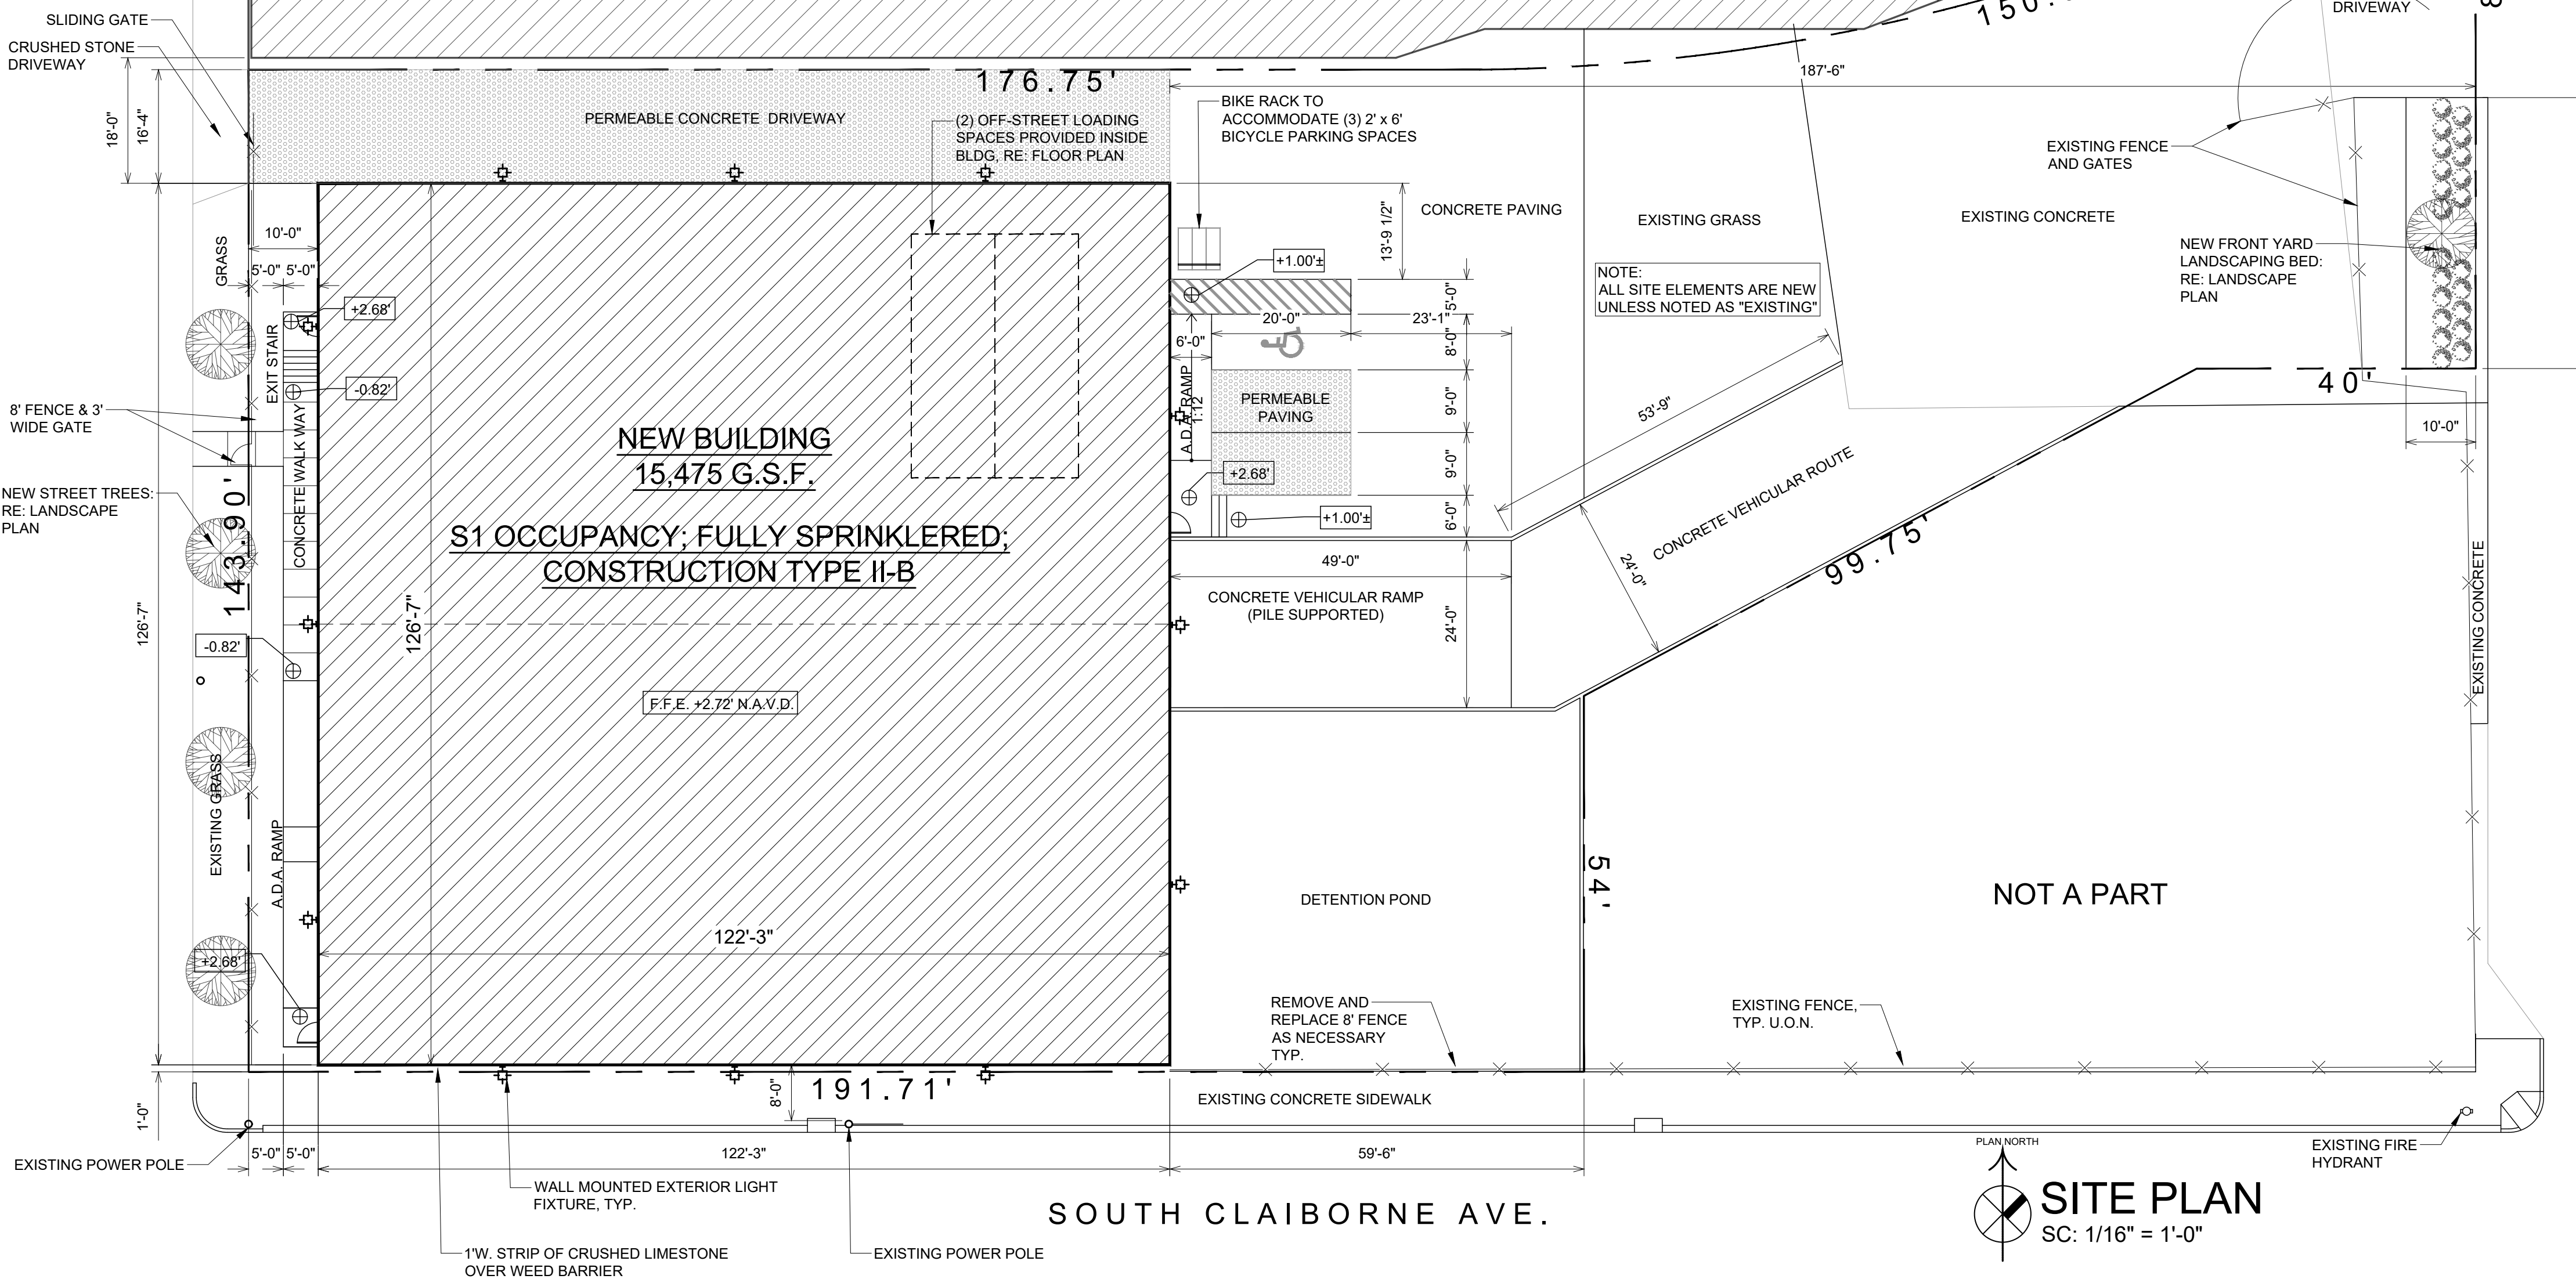 SLIDING GATE
CRUSHED STONE
DRIVEWAY
18'-0"
16'-4"
176.75'
PERMEABLE CONCRETE DRIVEWAY
(2) OFF-STREET LOADING
SPACES PROVIDED INSIDE
BLDG, RE: FLOOR PLAN
BIKE RACK TO
ACCOMMODATE (3) 2' x 6'
BICYCLE PARKING SPACES
187'-6"
DRIVEWAY
EXISTING FENCE
AND GATES
CONCRETE PAVING
13'-9 1/2"
EXISTING GRASS
EXISTING CONCRETE
NEW FRONT YARD
LANDSCAPING BED:
RE: LANDSCAPE
PLAN
NOTE:
ALL SITE ELEMENTS ARE NEW
UNLESS NOTED AS "EXISTING"
GRASS
10'-0"
5'-0" 5'-0"
+2.68'
EXIT STAIR
-0.82'
+1.00'±
5'-0"
20'-0"
23'-1"
6'-0"
8'-0"
A.D.A. RAMP
1:12
PERMEABLE
PAVING
9'-0"
9'-0"
+2.68'
+1.00'±
6'-0"
53'-9"
40'
10'-0"
8' FENCE & 3'
WIDE GATE
CONCRETE WALK WAY
NEW STREET TREES:
RE: LANDSCAPE
PLAN
143.90'
NEW BUILDING
15,475 G.S.F.
S1 OCCUPANCY; FULLY SPRINKLERED;
CONSTRUCTION TYPE II-B
CONCRETE VEHICULAR ROUTE
24'-0"
99.75'
49'-0"
CONCRETE VEHICULAR RAMP
(PILE SUPPORTED)
24'-0"
EXISTING CONCRETE
126'-7"
126'-7"
-0.82'
F.F.E. +2.72' N.A.V.D.
EXISTING GRASS
A.D.A. RAMP
54'
DETENTION POND
NOT A PART
122'-3"
+2.68'
REMOVE AND
REPLACE 8' FENCE
AS NECESSARY
TYP.
EXISTING FENCE,
TYP. U.O.N.
1'-0"
8'-0"
191.71'
EXISTING CONCRETE SIDEWALK
EXISTING POWER POLE
5'-0" 5'-0"
122'-3"
59'-6"
EXISTING FIRE
HYDRANT
WALL MOUNTED EXTERIOR LIGHT
FIXTURE, TYP.
SOUTH CLAIBORNE AVE.
PLAN NORTH
SITE PLAN
SC: 1/16" = 1'-0"
1'W. STRIP OF CRUSHED LIMESTONE
OVER WEED BARRIER
EXISTING POWER POLE